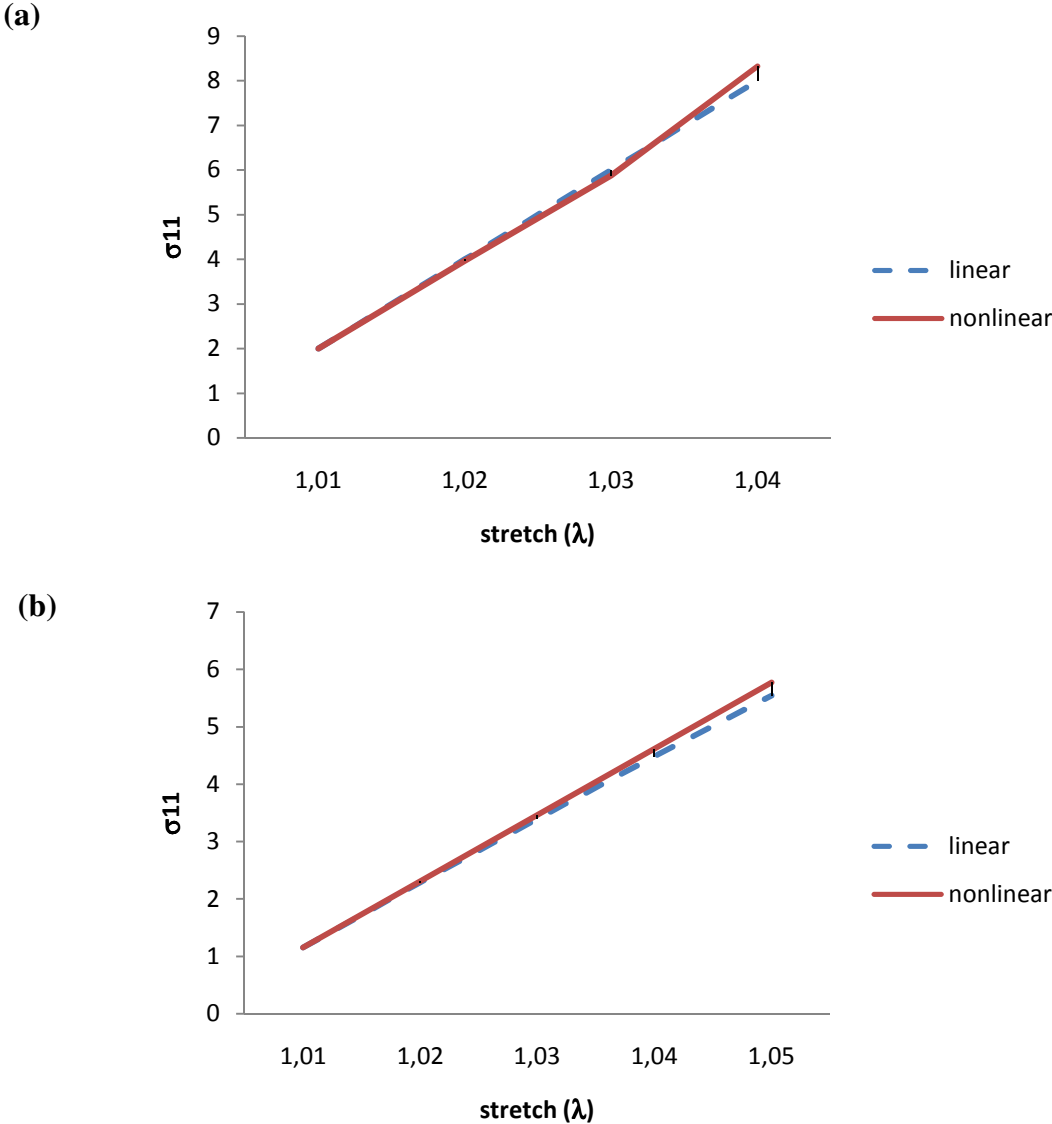 (a)
9
8
7
6
5
4
3
2
1
0
σ11
1,01 1,02 1,03 1,04
stretch (λ)
linear
nonlinear
(b)
7
6
5
4
3
2
1
0
σ11
1,01 1,02 1,03 1,04 1,05
stretch (λ)
linear
nonlinear